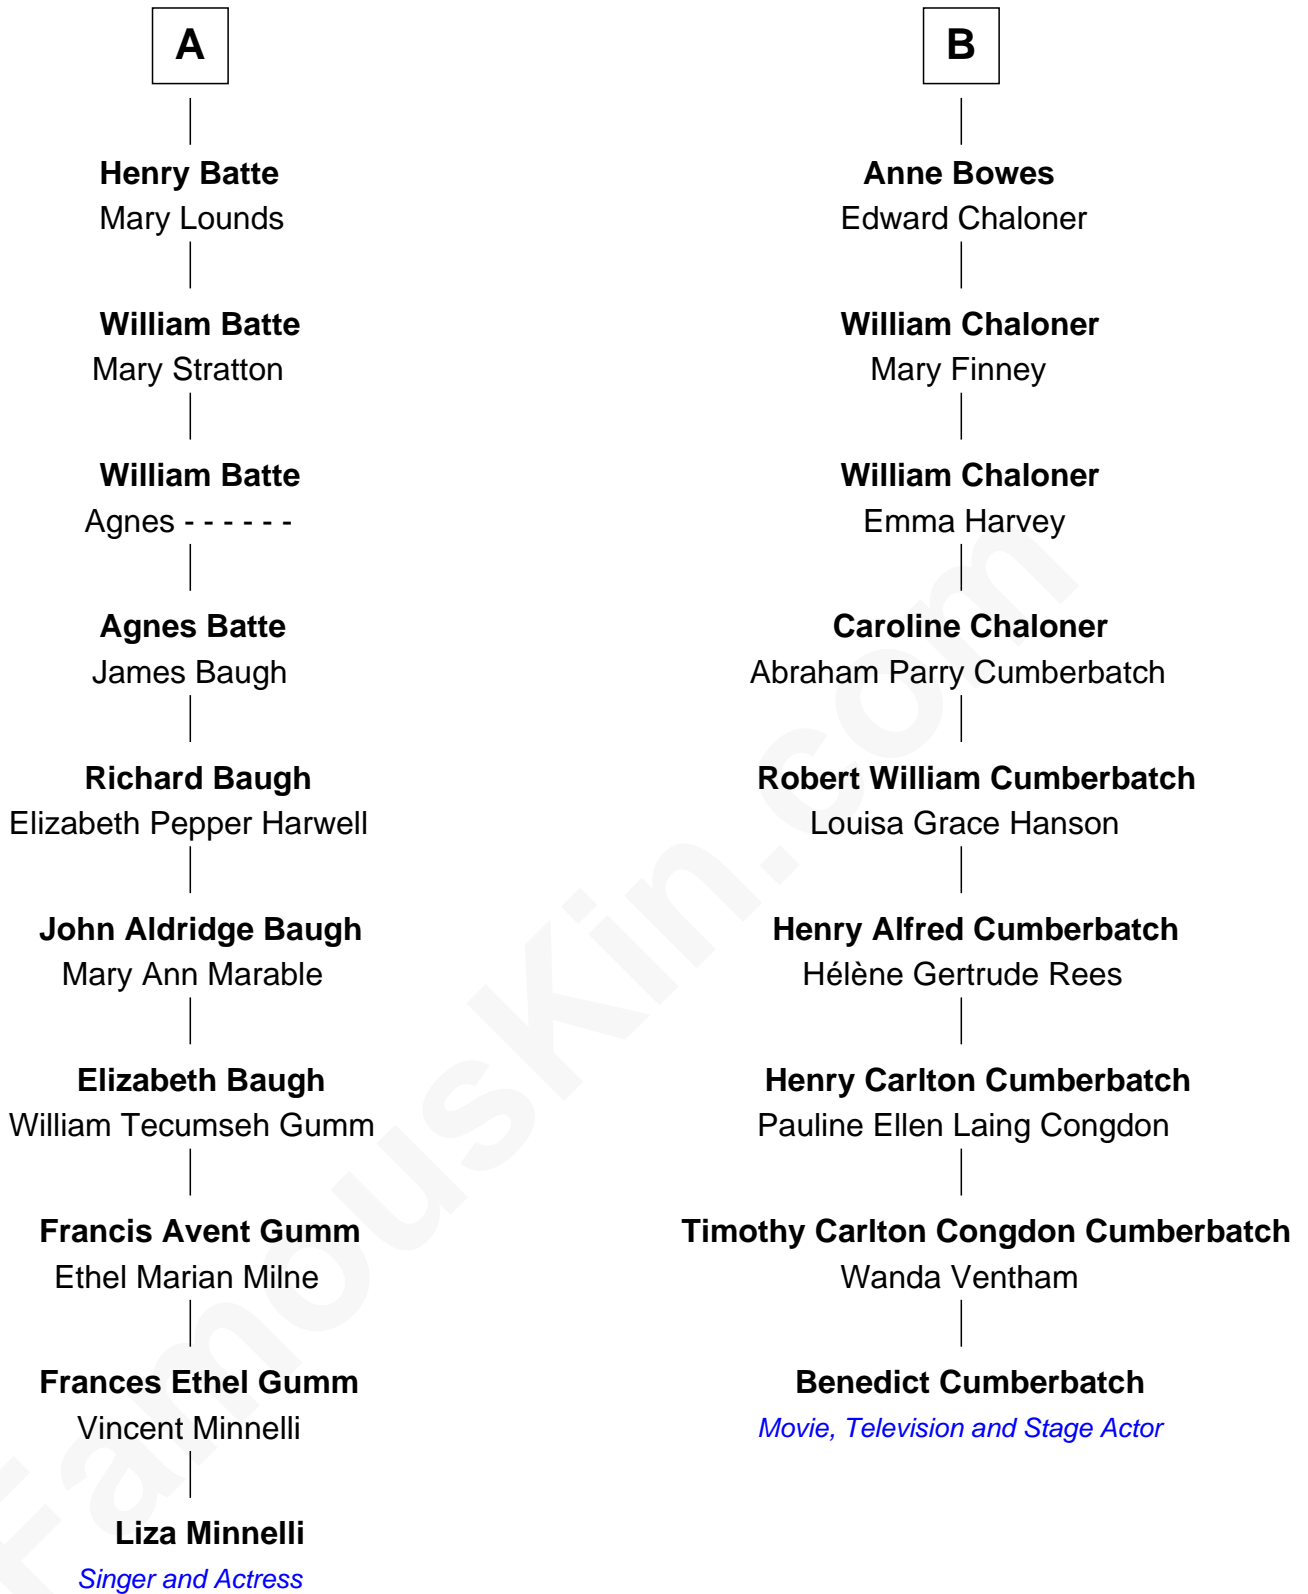 A
Henry Batte
Mary Lounds
William Batte
Mary Stratton
William Batte
Agnes - - - - - -
Agnes Batte
James Baugh
Richard Baugh
Elizabeth Pepper Harwell
John Aldridge Baugh
Mary Ann Marable
Elizabeth Baugh
William Tecumseh Gumm
Francis Avent Gumm
Ethel Marian Milne
Frances Ethel Gumm
Vincent Minnelli
Liza Minnelli
Singer and Actress
B
Anne Bowes
Edward Chaloner
William Chaloner
Mary Finney
William Chaloner
Emma Harvey
Caroline Chaloner
Abraham Parry Cumberbatch
Robert William Cumberbatch
Louisa Grace Hanson
Henry Alfred Cumberbatch
Hélène Gertrude Rees
Henry Carlton Cumberbatch
Pauline Ellen Laing Congdon
Timothy Carlton Congdon Cumberbatch
Wanda Ventham
Benedict Cumberbatch
Movie, Television and Stage Actor
FamousKin.com